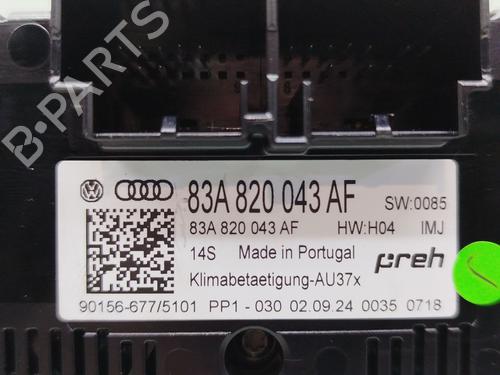 B-PARTS
83A 820 043 AF SW:0085
83A 820 043 AF HW:H04 IMJ
14S Made in Portugal
Klimabetaetigung-AU37x
preh
90156-677/5101 PP1-030 02.09.24 0035 0718